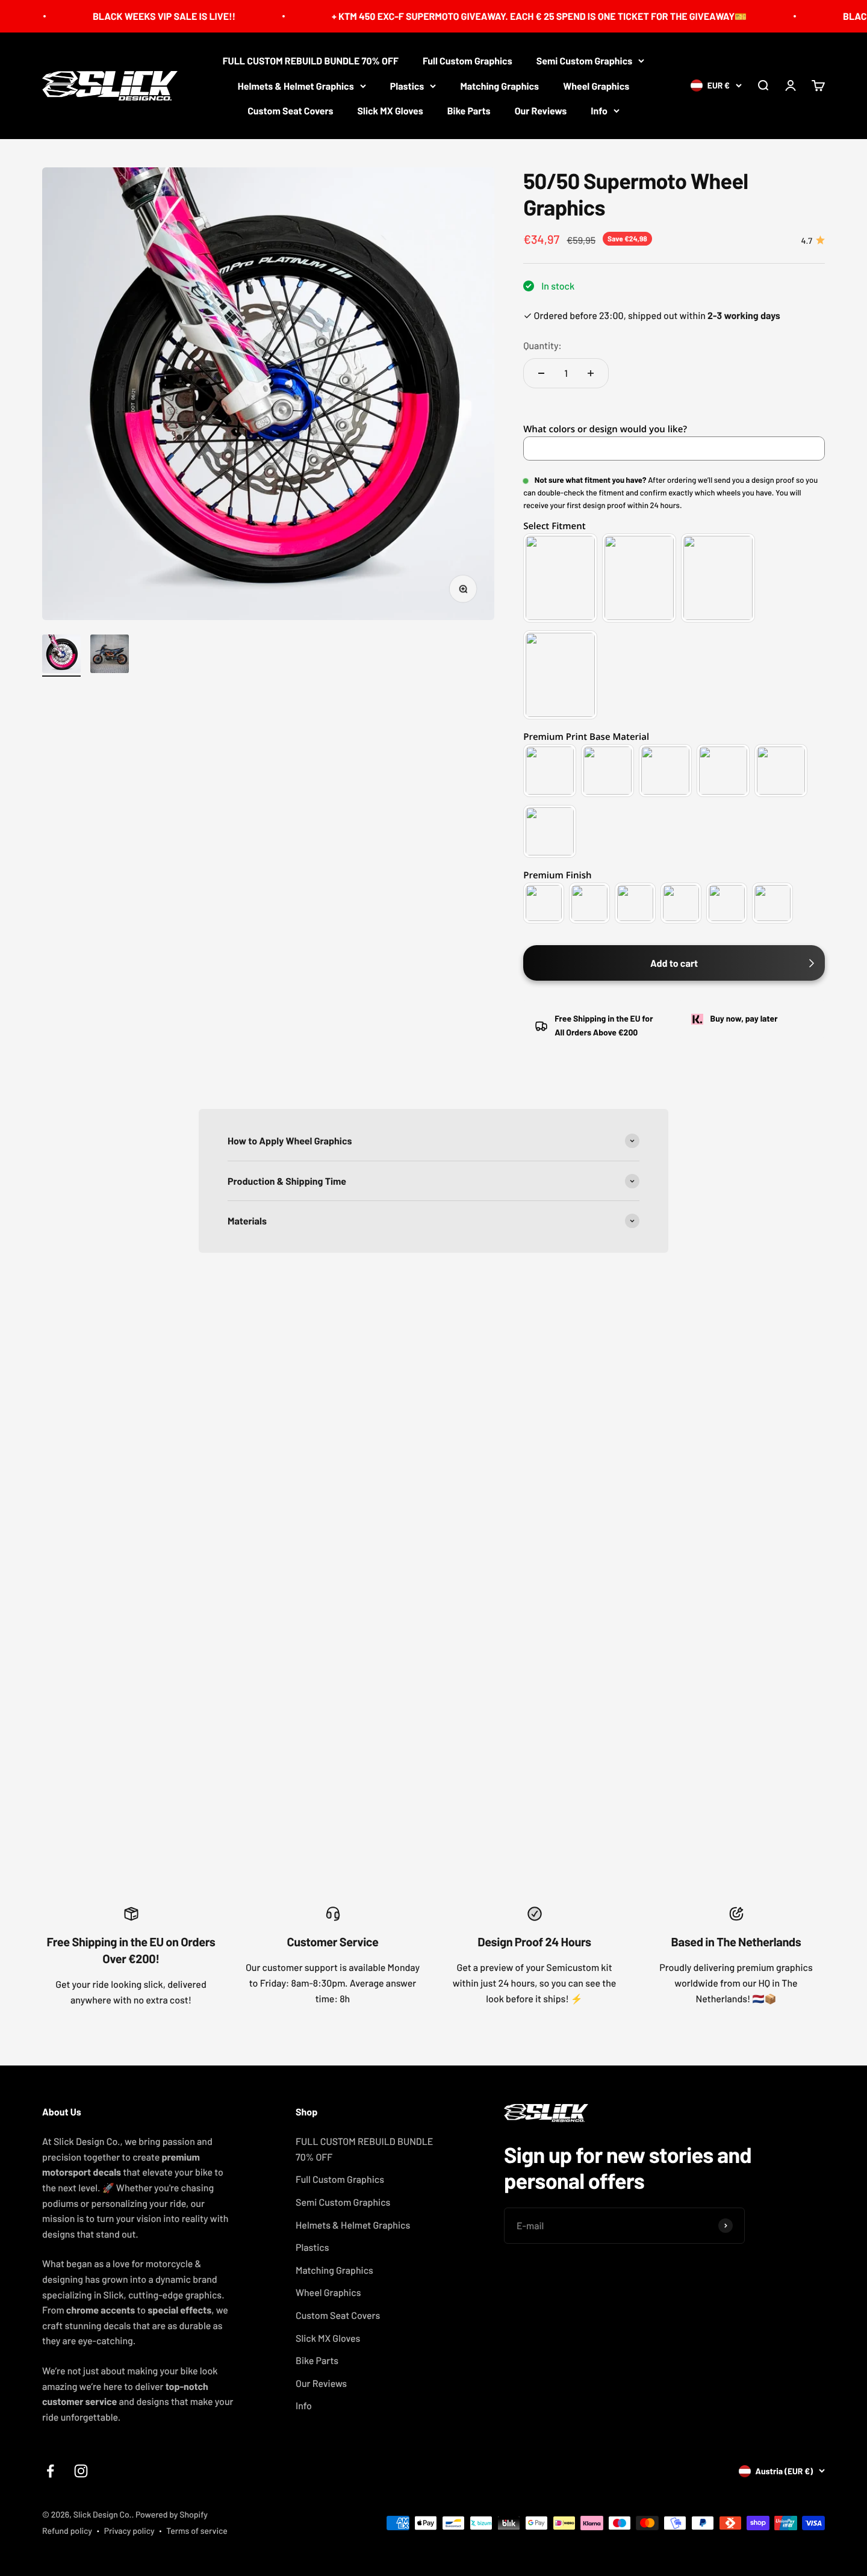 BLACK WEEKS VIP SALE IS LIVE!!
+ KTM 450 EXC-F SUPERMOTO GIVEAWAY. EACH € 25 SPEND IS ONE TICKET FOR THE GIVEAWAY🎫
BLAC
SLICK
DESIGNCO.
FULL CUSTOM REBUILD BUNDLE 70% OFF
Full Custom Graphics
Semi Custom Graphics
Helmets & Helmet Graphics
Plastics
Matching Graphics
Wheel Graphics
Custom Seat Covers
Slick MX Gloves
Bike Parts
Our Reviews
Info
EUR €
PLATINUM !!!
50/50 Supermoto Wheel
Graphics
€34,97 €59,95 Save €24,98
4.7
In stock
✓ Ordered before 23:00, shipped out within 2-3 working days
Quantity:
1
What colors or design would you like?
Not sure what fitment you have? After ordering we'll send you a design proof so you
can double-check the fitment and confirm exactly which wheels you have. You will
receive your first design proof within 24 hours.
Select Fitment
Premium Print Base Material
Premium Finish
Add to cart
Free Shipping in the EU for
All Orders Above €200
K.
Buy now, pay later
How to Apply Wheel Graphics
Production & Shipping Time
Materials
Free Shipping in the EU on Orders
Over €200!
Get your ride looking slick, delivered
anywhere with no extra cost!
Customer Service
Our customer support is available Monday
to Friday: 8am-8:30pm. Average answer
time: 8h
Design Proof 24 Hours
Get a preview of your Semicustom kit
within just 24 hours, so you can see the
look before it ships! ⚡
Based in The Netherlands
Proudly delivering premium graphics
worldwide from our HQ in The
Netherlands! 🇳🇱📦
About Us
At Slick Design Co., we bring passion and
precision together to create premium
motorsport decals that elevate your bike to
the next level. 🚀 Whether you're chasing
podiums or personalizing your ride, our
mission is to turn your vision into reality with
designs that stand out.
What began as a love for motorcycle &
designing has grown into a dynamic brand
specializing in Slick, cutting-edge graphics.
From chrome accents to special effects, we
craft stunning decals that are as durable as
they are eye-catching.
We're not just about making your bike look
amazing we're here to deliver top-notch
customer service and designs that make your
ride unforgettable.
Shop
FULL CUSTOM REBUILD BUNDLE
70% OFF
Full Custom Graphics
Semi Custom Graphics
Helmets & Helmet Graphics
Plastics
Matching Graphics
Wheel Graphics
Custom Seat Covers
Slick MX Gloves
Bike Parts
Our Reviews
Info
SLICK
DESIGNCO.
Sign up for new stories and
personal offers
E-mail
Austria (EUR €)
© 2026, Slick Design Co.. Powered by Shopify
Refund policy • Privacy policy • Terms of service
Pay
bizum
blik
G Pay
Klarna
shop
VISA